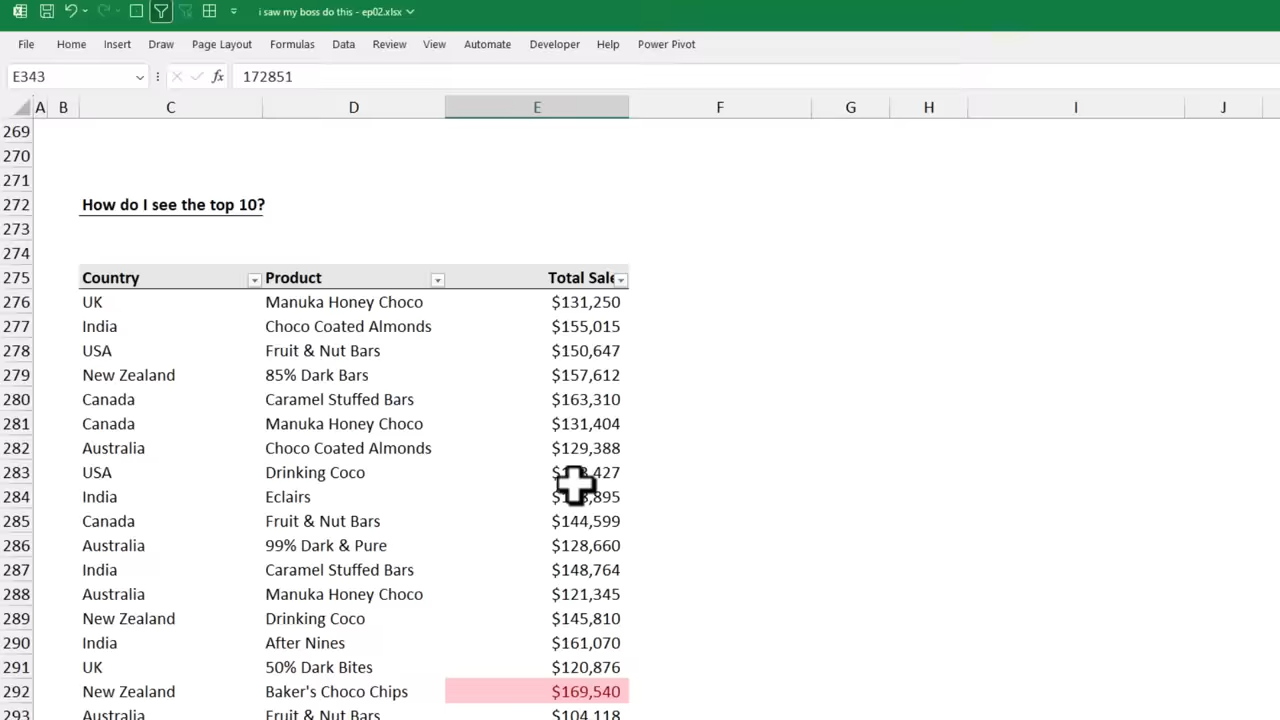 i saw my boss do this - ep02.xlsx
File Home Insert Draw Page Layout Formulas Data Review View Automate Developer Help Power Pivot
E343 fx 172851
A B C D E F G H I J
269
270
271
272 How do I see the top 10?
273
274
275 Country Product Total Sale
276 UK Manuka Honey Choco $131,250
277 India Choco Coated Almonds $155,015
278 USA Fruit & Nut Bars $150,647
279 New Zealand 85% Dark Bars $157,612
280 Canada Caramel Stuffed Bars $163,310
281 Canada Manuka Honey Choco $131,404
282 Australia Choco Coated Almonds $129,388
283 USA Drinking Coco
284 India Eclairs
285 Canada Fruit & Nut Bars $144,599
286 Australia 99% Dark & Pure $128,660
287 India Caramel Stuffed Bars $148,764
288 Australia Manuka Honey Choco $121,345
289 New Zealand Drinking Coco $145,810
290 India After Nines $161,070
291 UK 50% Dark Bites $120,876
292 New Zealand Baker's Choco Chips $169,540
293 Australia Fruit & Nut Bars $104,118